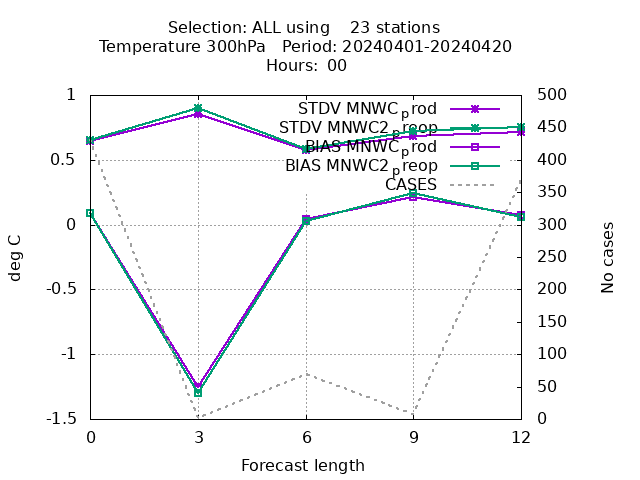 Selection: ALL using    23 stations
Temperature 300hPa   Period: 20240401-20240420
Hours: 00
1
0.5
0
-0.5
-1
-1.5
500
450
400
350
300
250
200
150
100
50
0
0
3
6
9
12
deg C
No cases
Forecast length
STDV MNWC_prod
STDV MNWC2_preop
BIAS MNWC_prod
BIAS MNWC2_preop
CASES